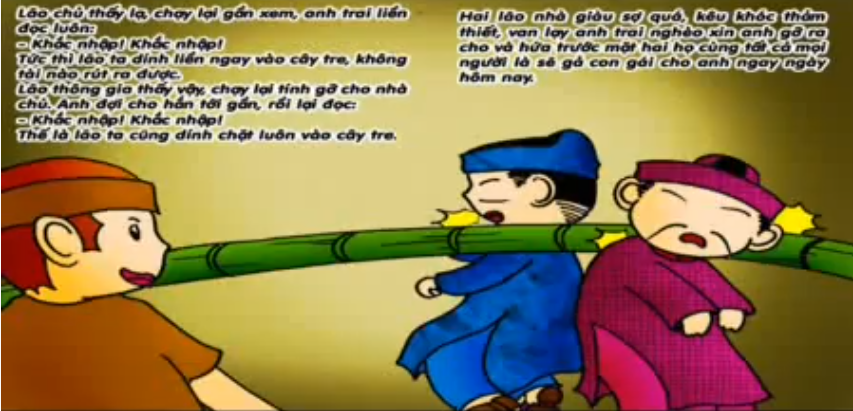 Lão chủ thấy lạ, chạy lại gần xem, anh trai liền
đọc luôn:
- Khắc nhập! Khắc nhập!
Tức thì lão ta dính liền ngay vào cây tre, không
tài nào rút ra được.
Lão thông gia thấy vậy, chạy lại tính gỡ cho nhà
chủ. Anh đợi cho hắn tới gần, rồi lại đọc:
- Khắc nhập! Khắc nhập!
Thế là lão ta cũng dính chặt luôn vào cây tre.
Hai lão nhà giàu sợ quá, kêu khóc thảm
thiết, van lạy anh trai nghèo xin anh gỡ ra
cho và hứa trước mặt hai họ cùng tất cả mọi
người là sẽ gả con gái cho anh ngay ngày
hôm nay.